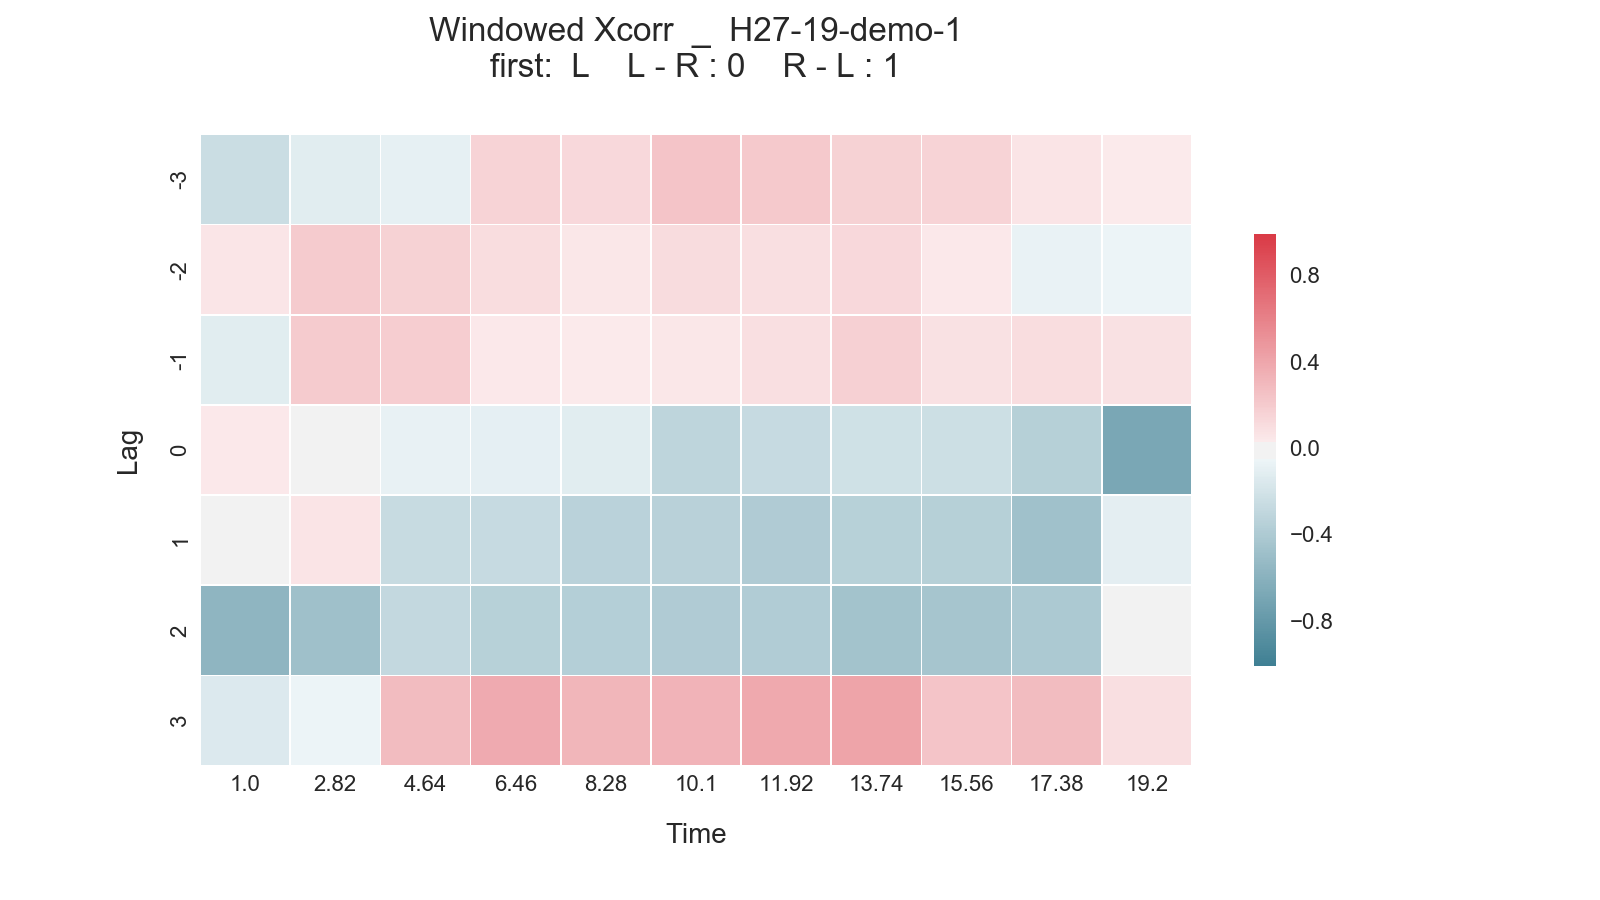 Windowed Xcorr _ H27-19-demo-1
first: L L - R : 0 R - L : 1
-3
-2
-1
0
1
2
3
Lag
1.0 2.82 4.64 6.46 8.28 10.1 11.92 13.74 15.56 17.38 19.2
Time
0.8
0.4
0.0
−0.4
−0.8